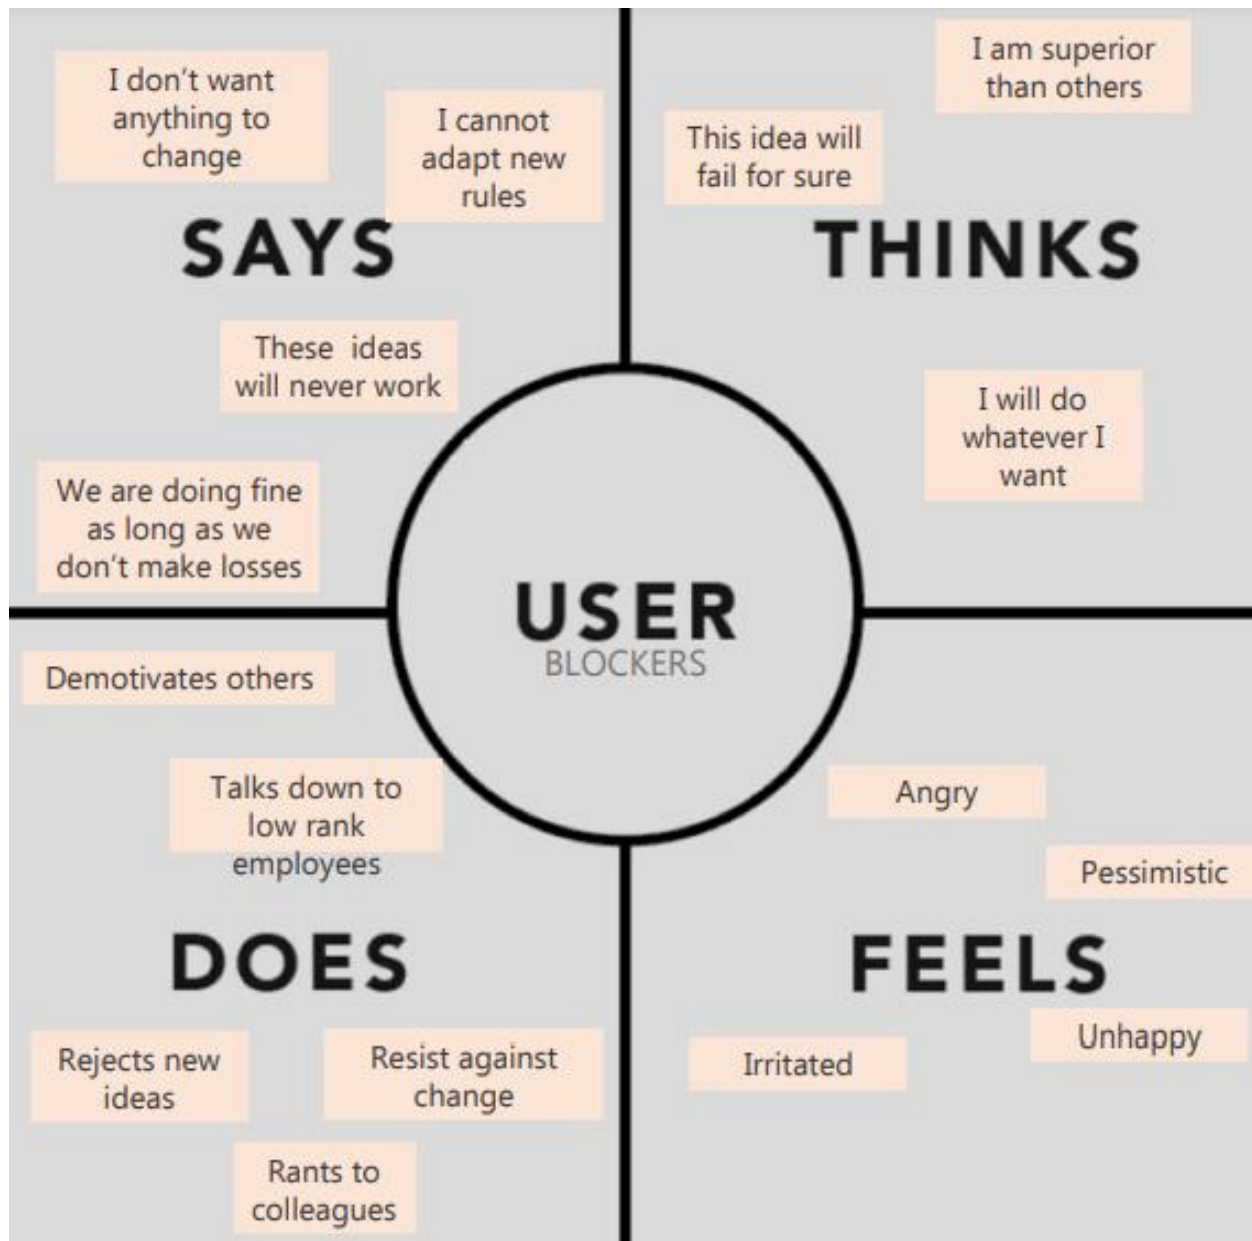 I don't want
anything to
change
I cannot
adapt new
rules
SAYS
These  ideas
will never work
We are doing fine
as long as we
don't make losses
I am superior
than others
This idea will
fail for sure
THINKS
I will do
whatever I
want
USER
BLOCKERS
Demotivates others
Talks down to
low rank
employees
DOES
Rejects new
ideas
Resist against
change
Rants to
colleagues
Angry
Pessimistic
FEELS
Unhappy
Irritated